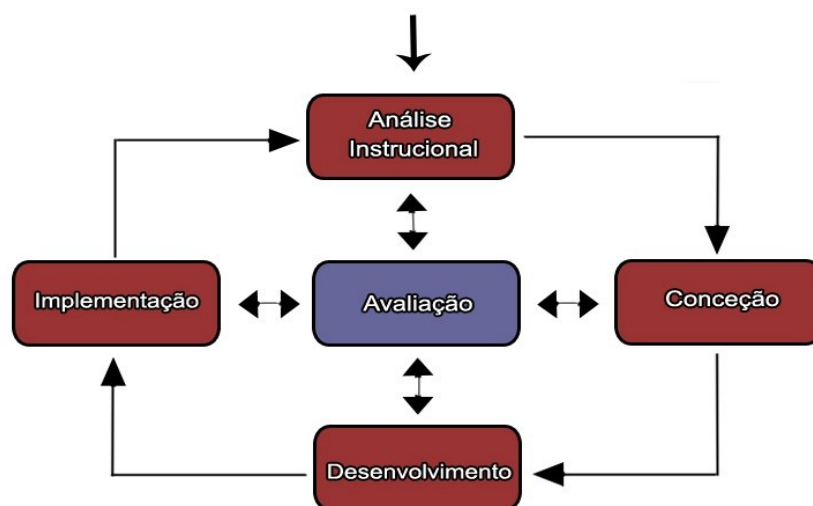 Análise
Instrucional
Implementação
Avaliação
Conceção
Desenvolvimento